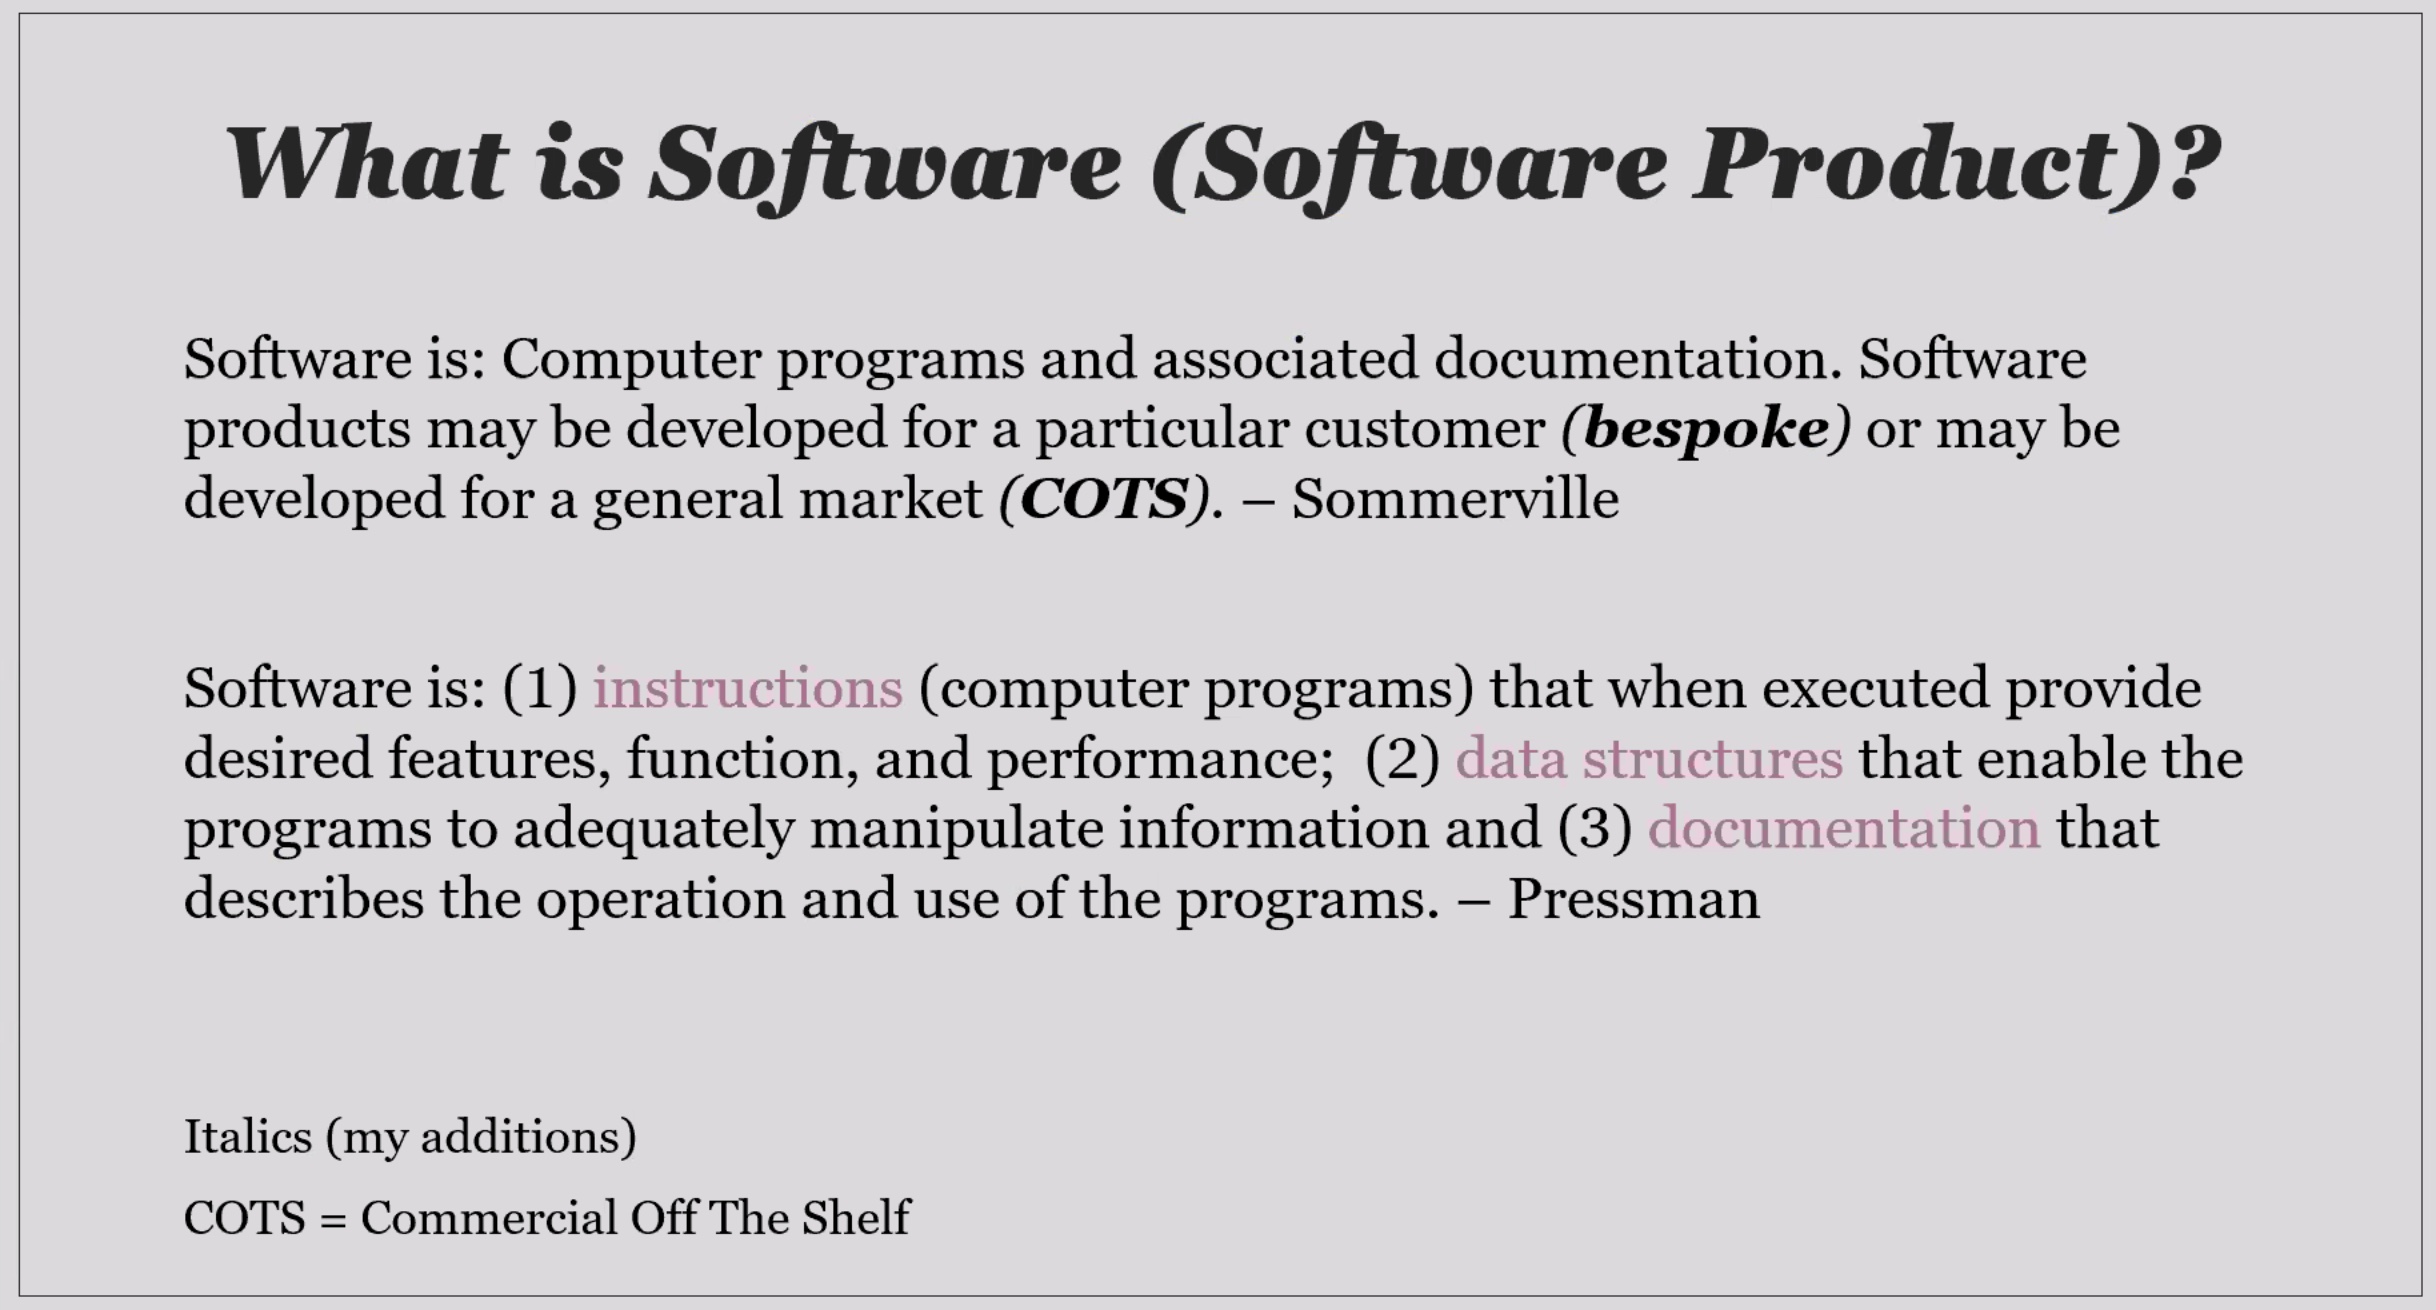 What is Software (Software Product)?
Software is: Computer programs and associated documentation. Software
products may be developed for a particular customer (bespoke) or may be
developed for a general market (COTS). – Sommerville
Software is: (1) instructions (computer programs) that when executed provide
desired features, function, and performance;  (2) data structures that enable the
programs to adequately manipulate information and (3) documentation that
describes the operation and use of the programs. – Pressman
Italics (my additions)
COTS = Commercial Off The Shelf